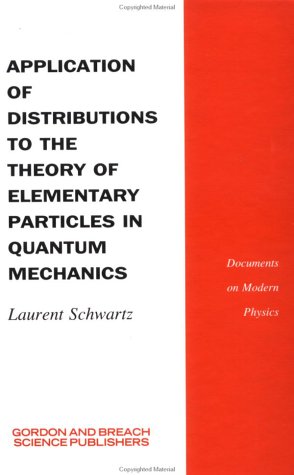 APPLICATION
OF
DISTRIBUTIONS
TO THE
THEORY OF
ELEMENTARY
PARTICLES IN
QUANTUM
MECHANICS
Laurent Schwartz
Documents
on Modern
Physics
GORDON AND BREACH
SCIENCE PUBLISHERS